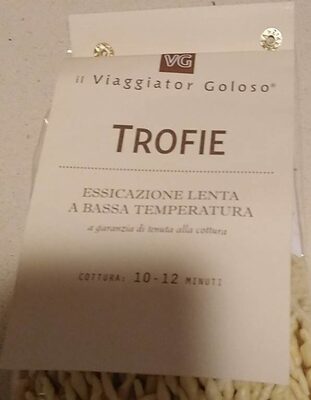 VG
il Viaggiator Goloso®
TROFIE
ESSICAZIONE LENTA
A BASSA TEMPERATURA
a garanzia di tenuta alla cottura
COTTURA: 10-12 MINUTI